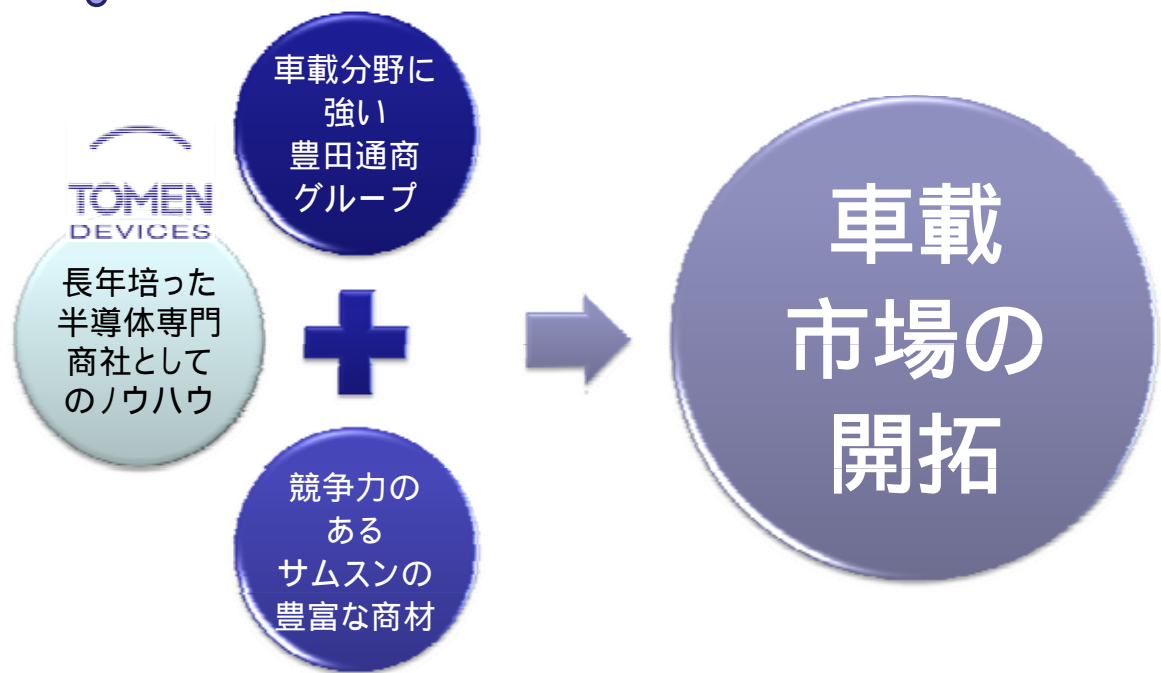 車載分野に
強い
豊田通商
グループ
TOMEN
DEVICES
長年培った
半導体専門
商社として
のノウハウ
競争力の
ある
サムスンの
豊富な商材
車載
市場の
開拓